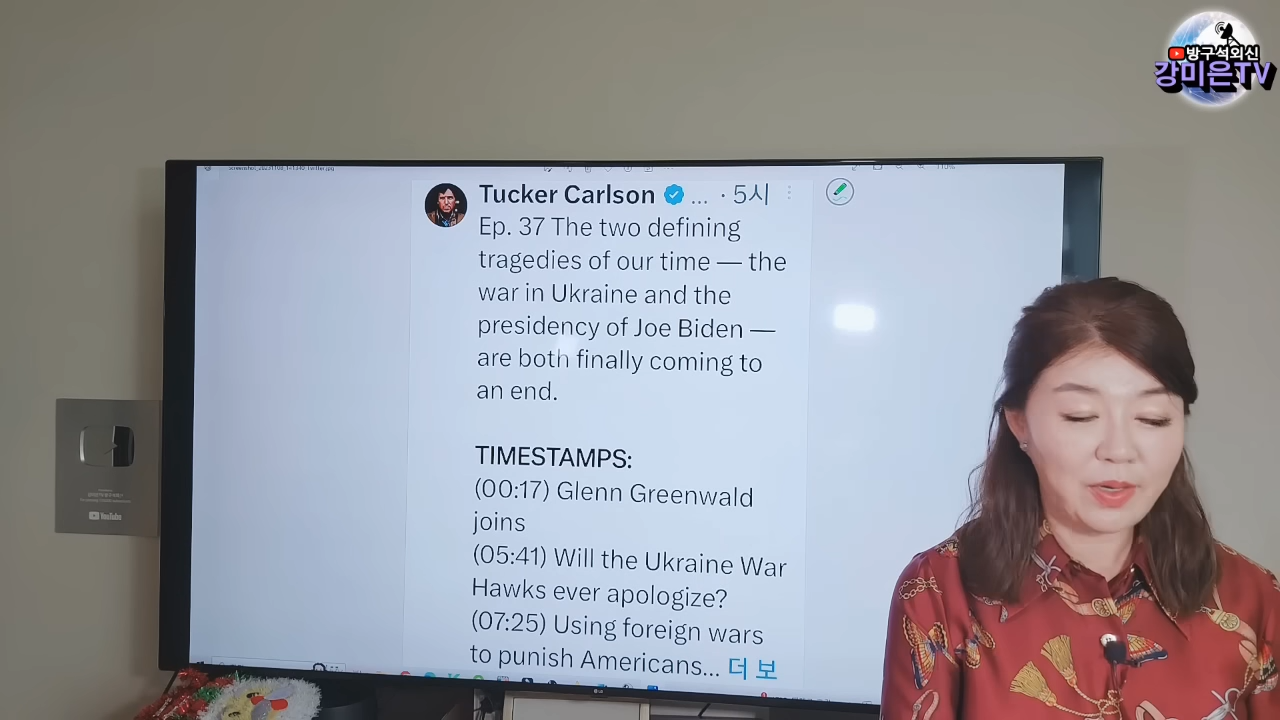 방구석외신
강미은TV
Tucker Carlson ... · 5시
Ep. 37 The two defining
tragedies of our time — the
war in Ukraine and the
presidency of Joe Biden —
are both finally coming to
an end.
TIMESTAMPS:
(00:17) Glenn Greenwald
joins
(05:41) Will the Ukraine War
Hawks ever apologize?
(07:25) Using foreign wars
to punish Americans... 더 보
YouTube
LG